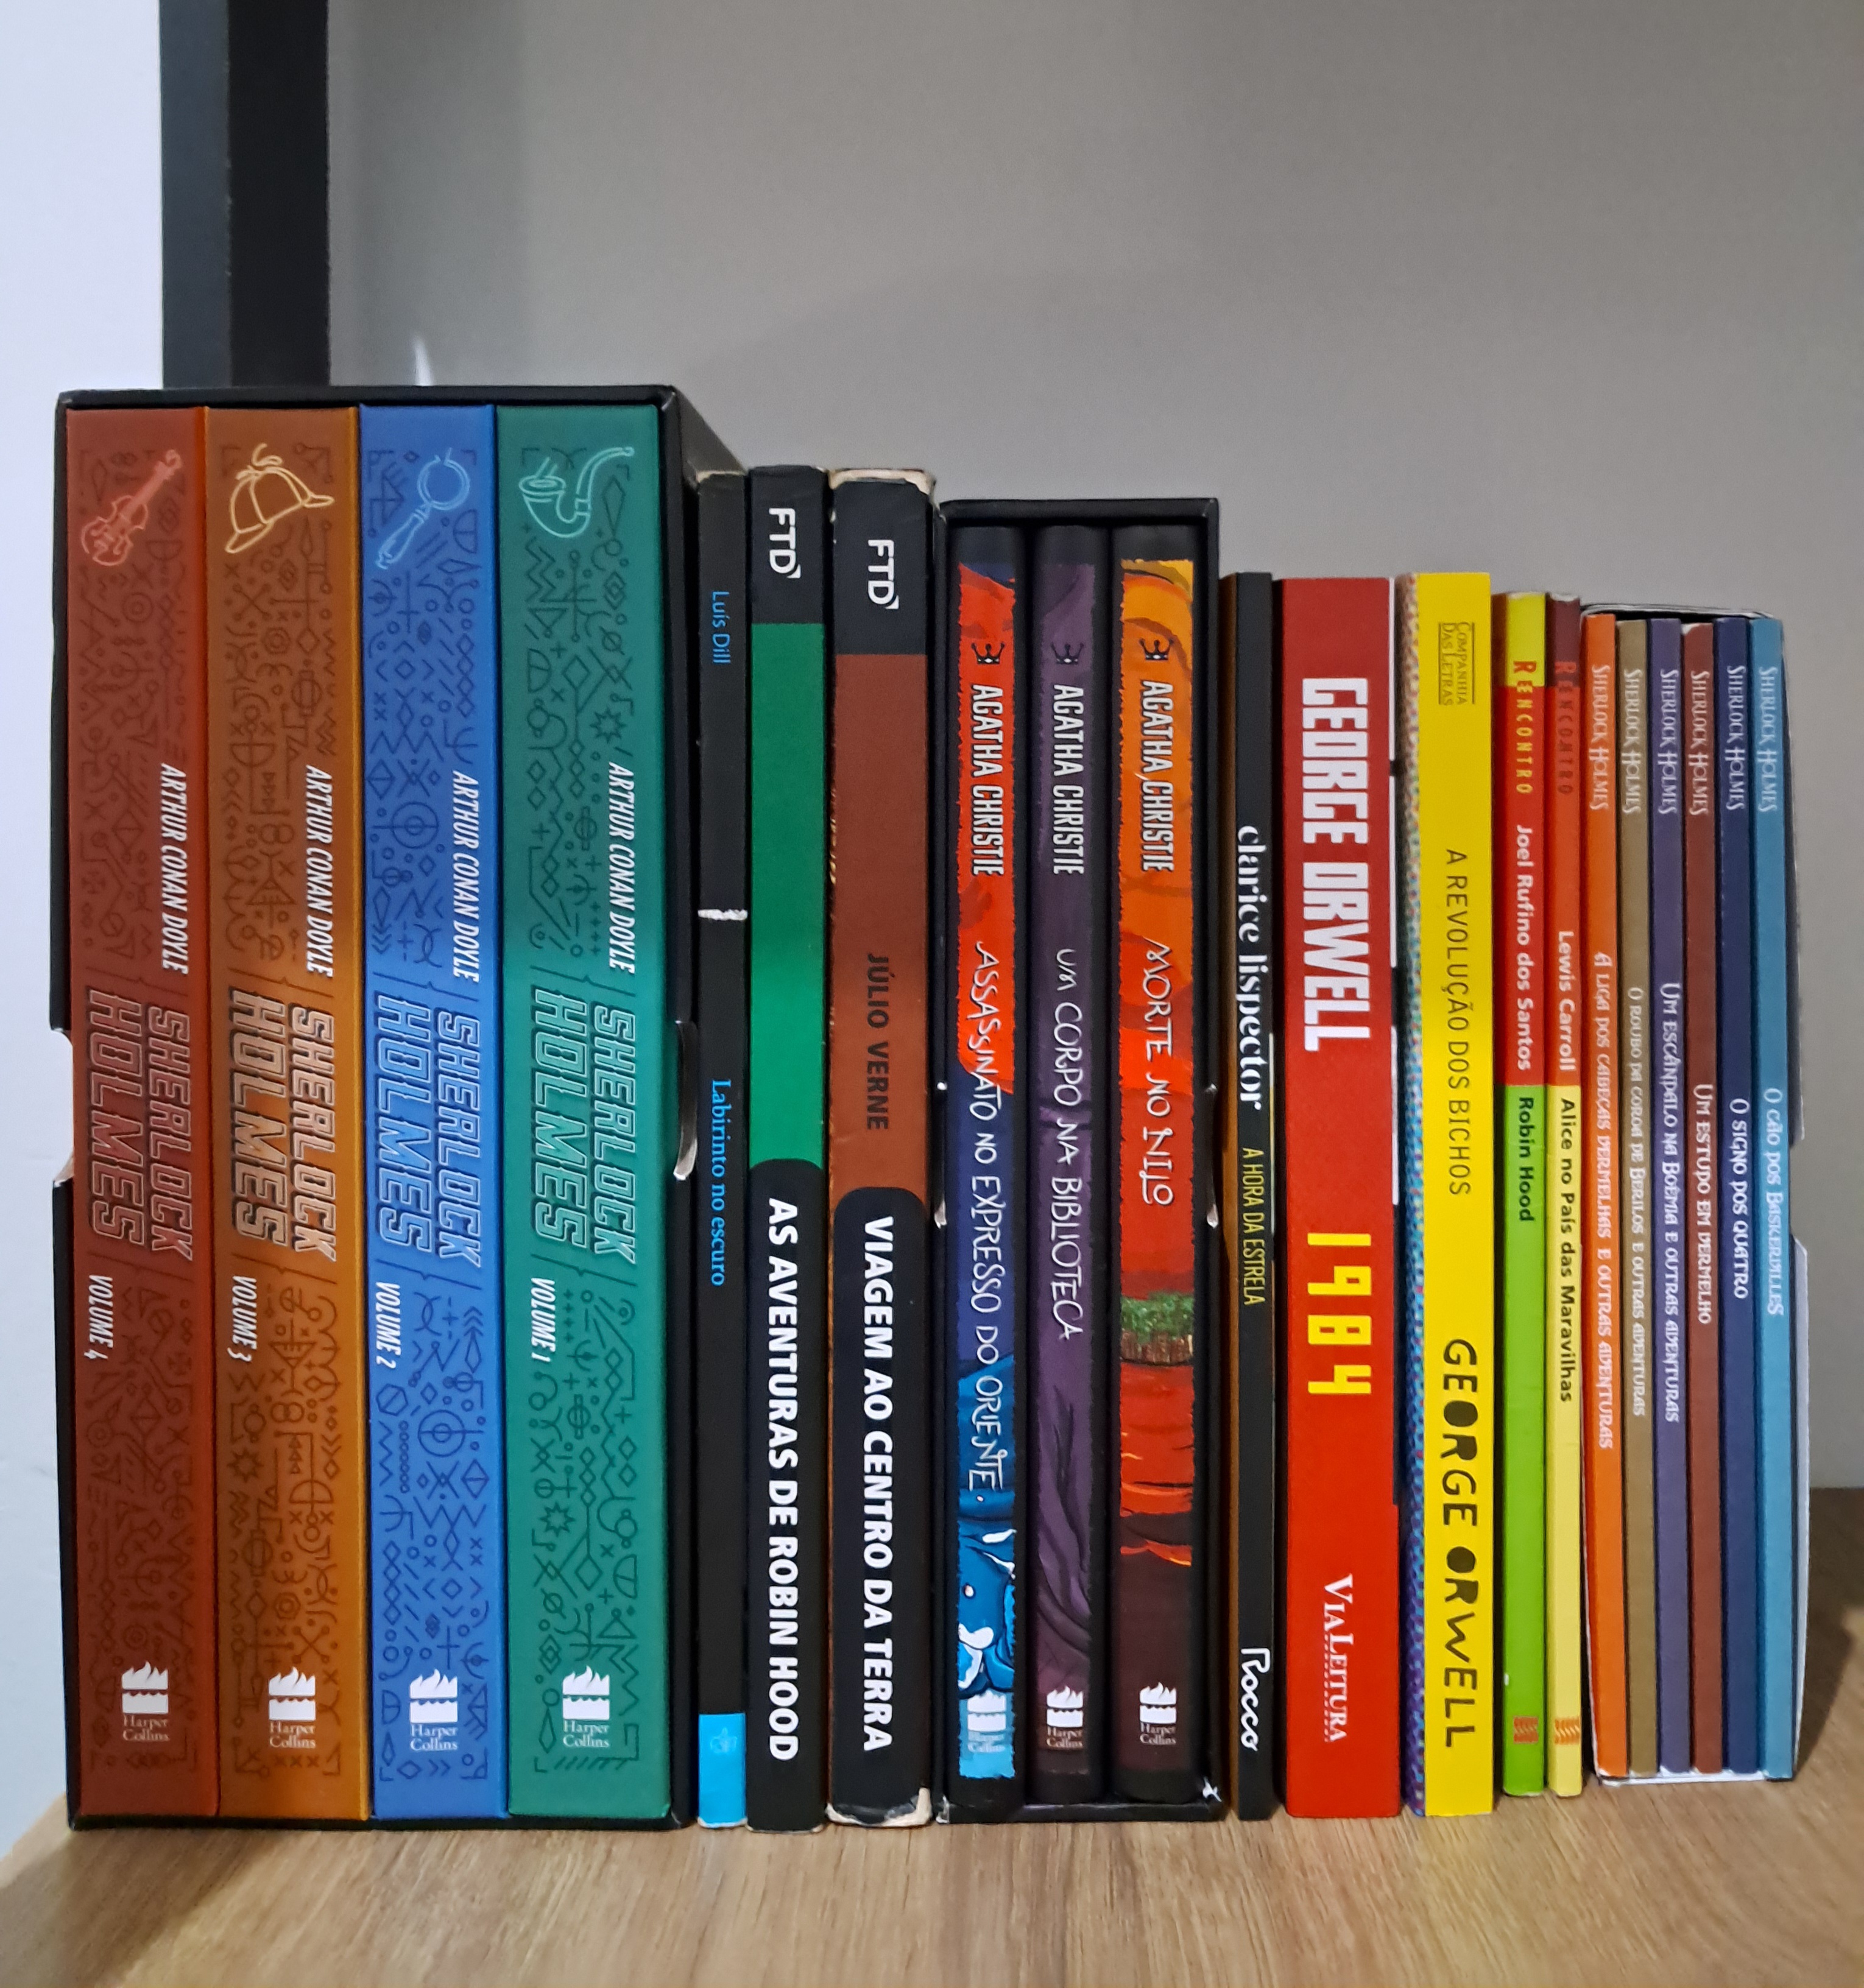 ARTHUR CONAN DOYLE
SHERLOCK
HOLMES
VOLUME 4
Harper
Collins
ARTHUR CONAN DOYLE
SHERLOCK
HOLMES
VOLUME 3
Harper
Collins
ARTHUR CONAN DOYLE
SHERLOCK
HOLMES
VOLUME 2
Harper
Collins
ARTHUR CONAN DOYLE
SHERLOCK
HOLMES
VOLUME 1
Harper
Collins
Luís Dill
Labirinto no escuro
FTD
AS AVENTURAS DE ROBIN HOOD
FTD
JÚLIO VERNE
VIAGEM AO CENTRO DA TERRA
AGATHA CHRISTIE
ASSASSINATO NO EXPRESSO DO ORIENTE.
Harper
Collins
AGATHA CHRISTIE
UM CORPO NA BIBLIOTECA
Harper
Collins
AGATHA CHRISTIE
MORTE NO NILO
Harper
Collins
clarice lispector
A HORA DA ESTRELA
Rocco
GEORGE ORWELL
1984
VIALEITURA
COMPANHIA
DAS LETRAS
A REVOLUÇÃO DOS BICHOS
GEORGE ORWELL
RENCONTRO
Joel Rufino dos Santos
Robin Hood
RENCONTRO
Lewis Carroll
Alice no País das Maravilhas
SHERLOCK HOLMES
A LIGA DOS CABEÇAS VERMELHAS E OUTRAS AVENTURAS
SHERLOCK HOLMES
O ROUBO DA COROA DE BERILOS E OUTRAS AVENTURAS
SHERLOCK HOLMES
UM ESCÂNDALO NA BOÊMIA E OUTRAS AVENTURAS
SHERLOCK HOLMES
UM ESTUDO EM VERMELHO
SHERLOCK HOLMES
O SIGNO DOS QUATRO
SHERLOCK HOLMES
O CÃO DOS BASKERVILLES